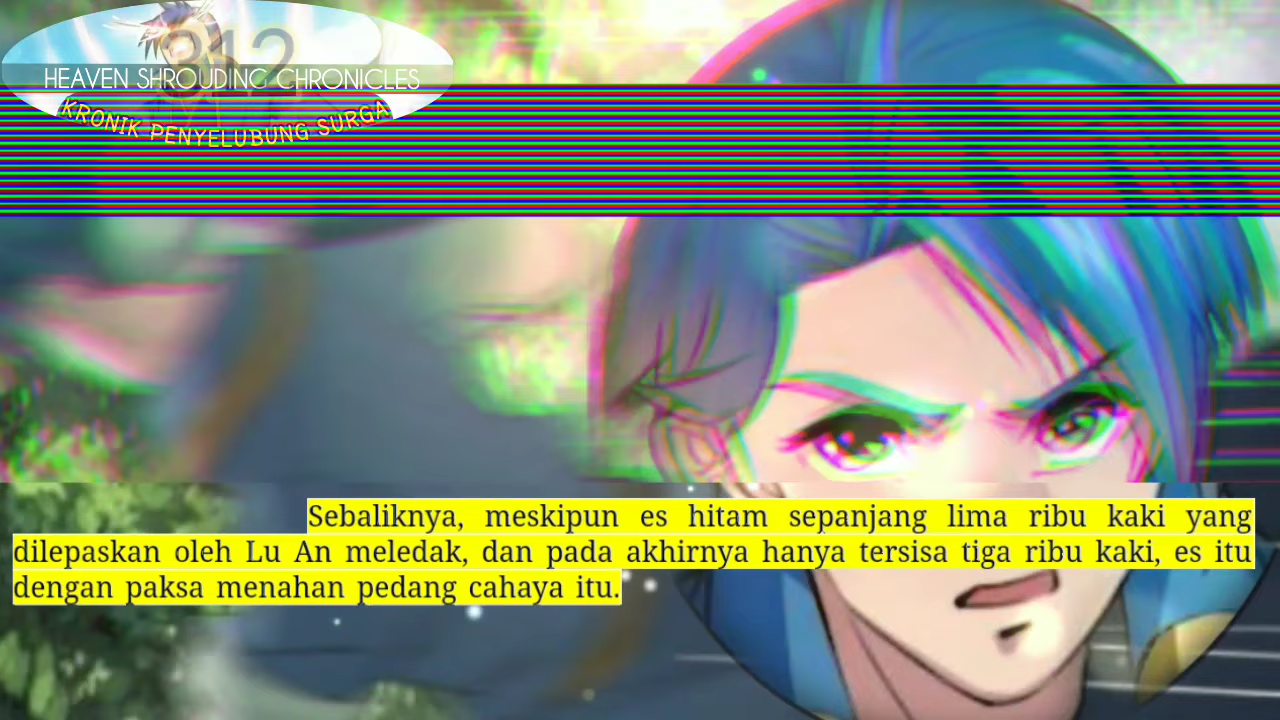 312
HEAVEN SHROUDING CHRONICLES
KRONIK PENYELUBUNG SURGA
Sebaliknya, meskipun es hitam sepanjang lima ribu kaki yang
dilepaskan oleh Lu An meledak, dan pada akhirnya hanya tersisa tiga ribu kaki, es itu
dengan paksa menahan pedang cahaya itu.